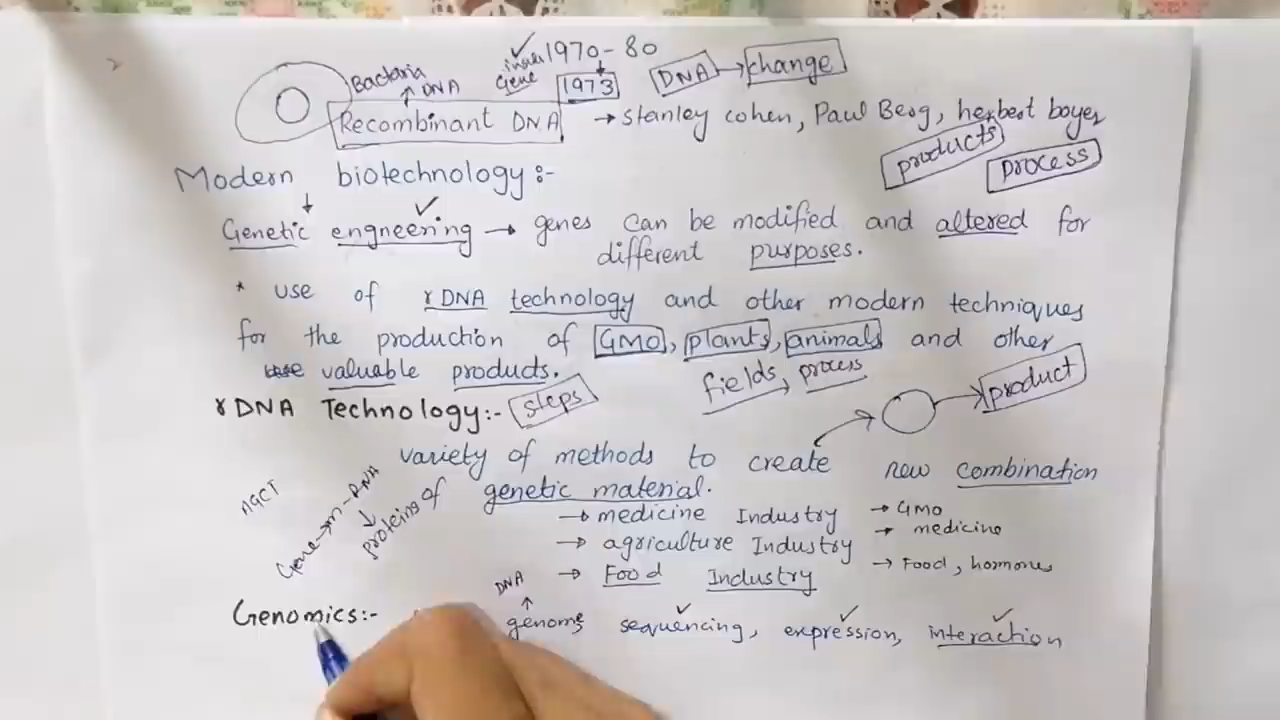 1970-80
Bacteria
DNA
Gene
1973
DNA → change
Recombinant DNA → stanley cohen, Paul Berg, herbert boyer
products
Process
Modern biotechnology:-
Genetic engneering → genes can be modified and altered for
different purposes.
* use of rDNA technology and other modern techniques
for the production of GMO, plants, animals and other
valuable products.
fields, process
product
rDNA Technology:- steps
variety of methods to create new combination
of genetic material.
AGCT
Gene → m-RNA
proteins
→ medicine Industry → GMO
→ medicine
→ agriculture Industry
→ Food, hormones
→ Food Industry
DNA
Genomics:- genome sequencing, expression, interaction